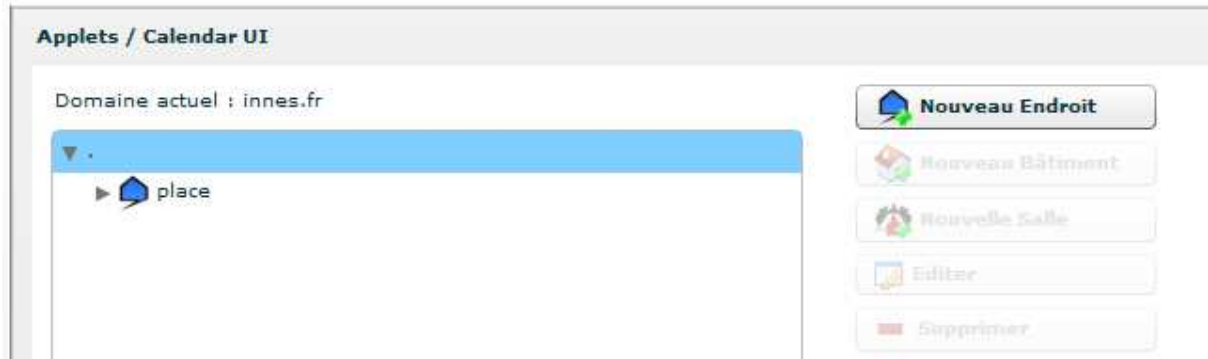 Applets / Calendar UI
Domaine actuel : innes.fr
.
place
Nouveau Endroit
Nouveau Bâtiment
Nouvelle Salle
Editer
Supprimer